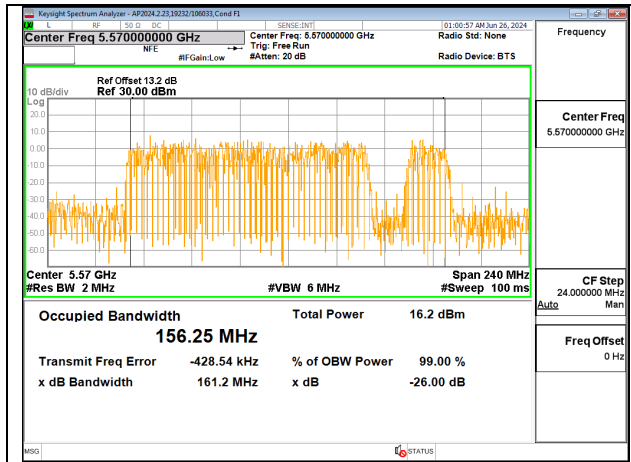 Keysight Spectrum Analyzer - AP2024.2.23,19232/106033,Cond F1
L RF 50 Ω DC SENSE:INT 01:00:57 AM Jun 26, 2024
Center Freq 5.570000000 GHz Center Freq: 5.570000000 GHz Radio Std: None
NFE Trig: Free Run
#IFGain:Low #Atten: 20 dB Radio Device: BTS
Frequency
Ref Offset 13.2 dB
10 dB/div Ref 30.00 dBm
Log
20.0
10.0
0.00
-10.0
-20.0
-30.0
-40.0
-50.0
-60.0
Center 5.57 GHz Span 240 MHz
#Res BW 2 MHz #VBW 6 MHz #Sweep 100 ms
Occupied Bandwidth Total Power 16.2 dBm
156.25 MHz
Transmit Freq Error -428.54 kHz % of OBW Power 99.00 %
x dB Bandwidth 161.2 MHz x dB -26.00 dB
Center Freq
5.570000000 GHz
CF Step
24.000000 MHz
Auto Man
Freq Offset
0 Hz
MSG STATUS